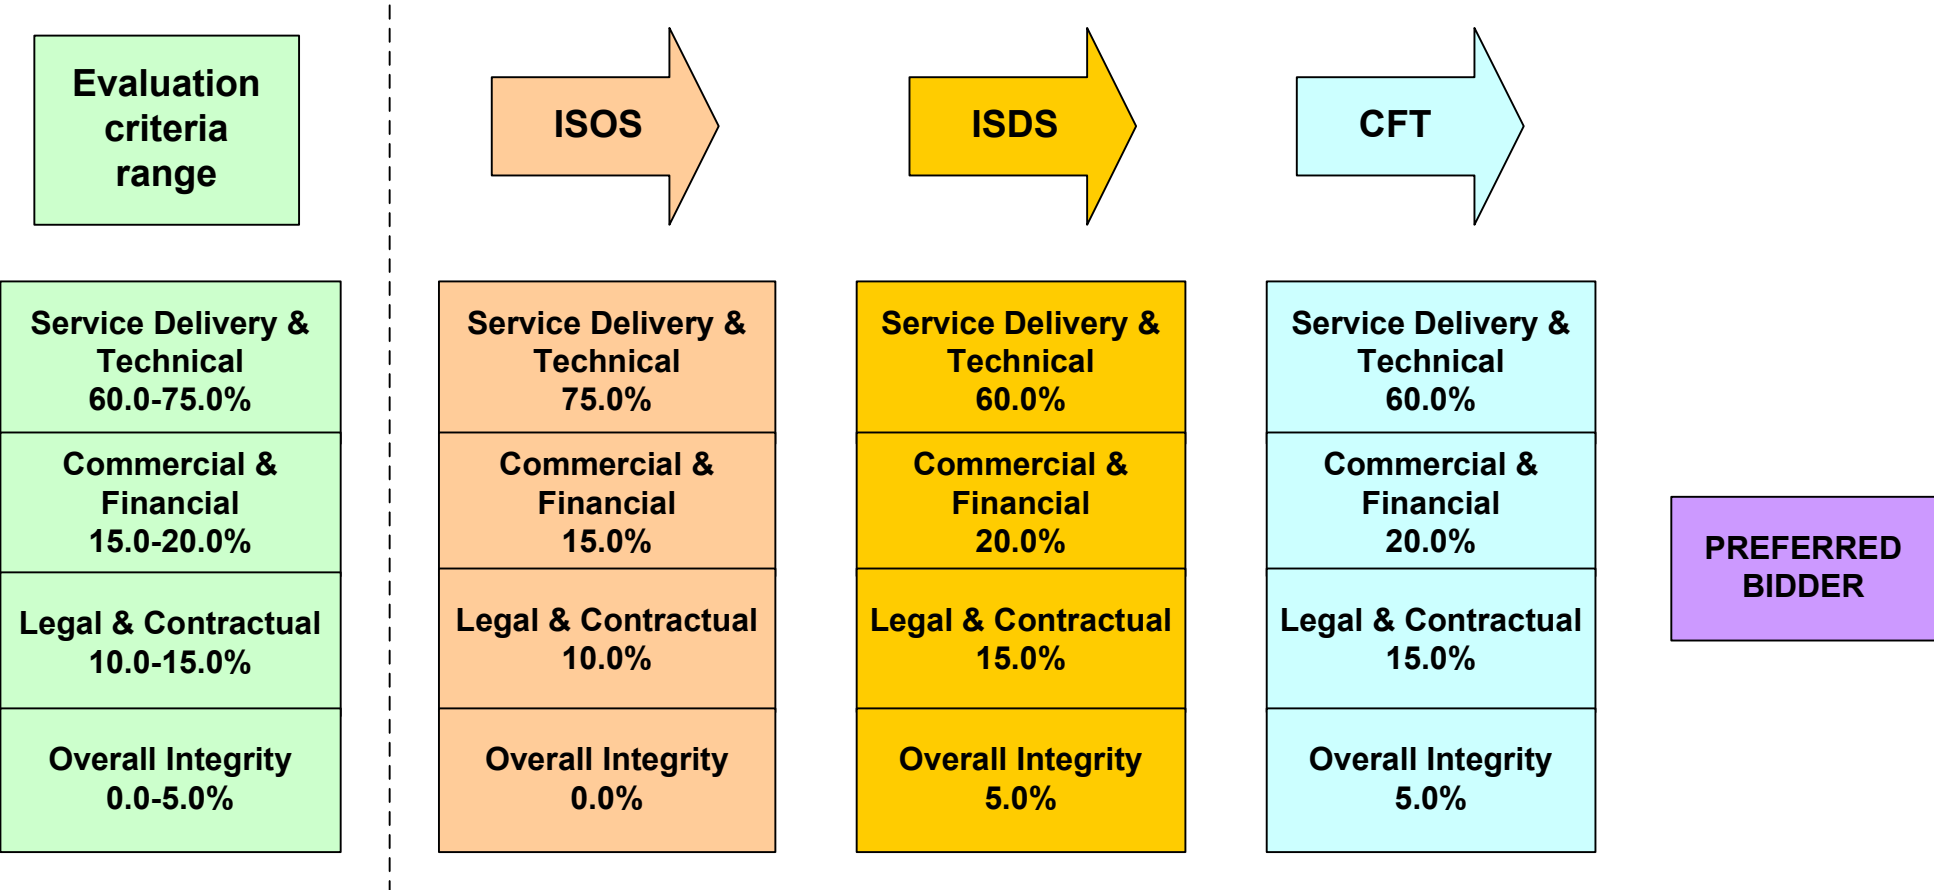 Evaluation
criteria
range
ISOS
ISDS
CFT
Service Delivery &
Technical
60.0-75.0%
Commercial &
Financial
15.0-20.0%
Legal & Contractual
10.0-15.0%
Overall Integrity
0.0-5.0%
Service Delivery &
Technical
75.0%
Commercial &
Financial
15.0%
Legal & Contractual
10.0%
Overall Integrity
0.0%
Service Delivery &
Technical
60.0%
Commercial &
Financial
20.0%
Legal & Contractual
15.0%
Overall Integrity
5.0%
Service Delivery &
Technical
60.0%
Commercial &
Financial
20.0%
Legal & Contractual
15.0%
Overall Integrity
5.0%
PREFERRED
BIDDER